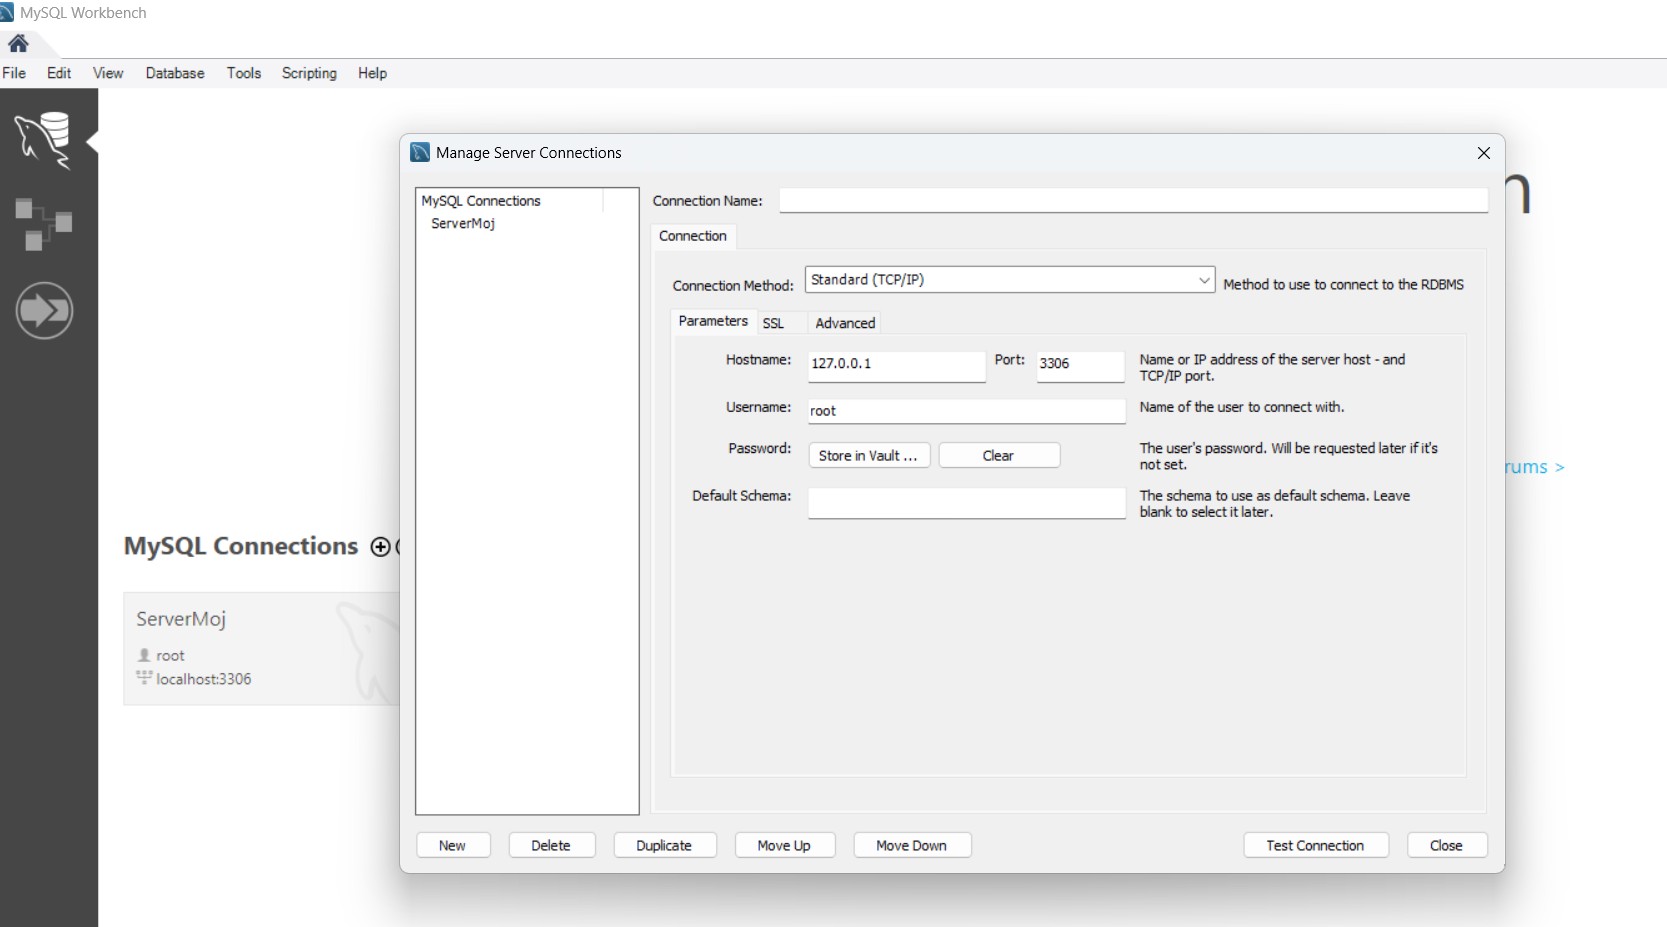 MySQL Workbench
File Edit View Database Tools Scripting Help
Manage Server Connections
MySQL Connections
ServerMoj
Connection Name:
Connection
Connection Method: Standard (TCP/IP) Method to use to connect to the RDBMS
Parameters SSL Advanced
Hostname: 127.0.0.1 Port: 3306 Name or IP address of the server host - and
TCP/IP port.
Username: root Name of the user to connect with.
Password: Store in Vault ... Clear The user's password. Will be requested later if it's
not set.
Default Schema: The schema to use as default schema. Leave
blank to select it later.
New Delete Duplicate Move Up Move Down Test Connection Close
rums >
MySQL Connections
ServerMoj
root
localhost:3306